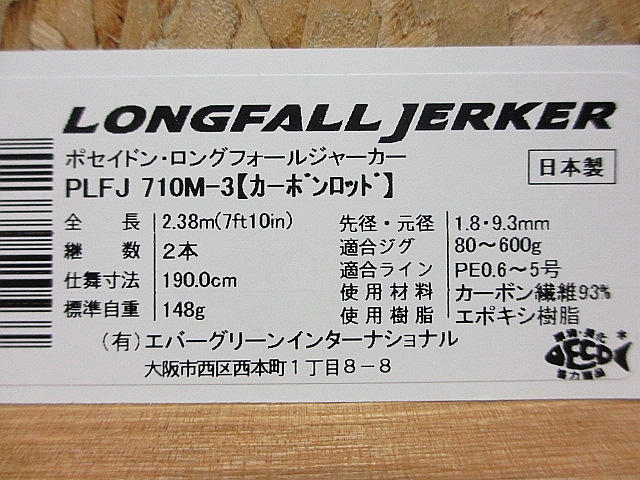 LONGFALL JERKER
ポセイドン・ロングフォールジャーカー
日本製
PLFJ 710M-3【カーボンロッド】
全長 2.38m(7ft10in)
継数 2本
仕舞寸法 190.0cm
標準自重 148g
先径・元径 1.8・9.3mm
適合ジグ 80〜600g
適合ライン PE0.6〜5号
使用材料 カーボン繊維93%
使用樹脂 エポキシ樹脂
(有)エバーグリーンインターナショナル
大阪市西区西本町1丁目8-8
ECO